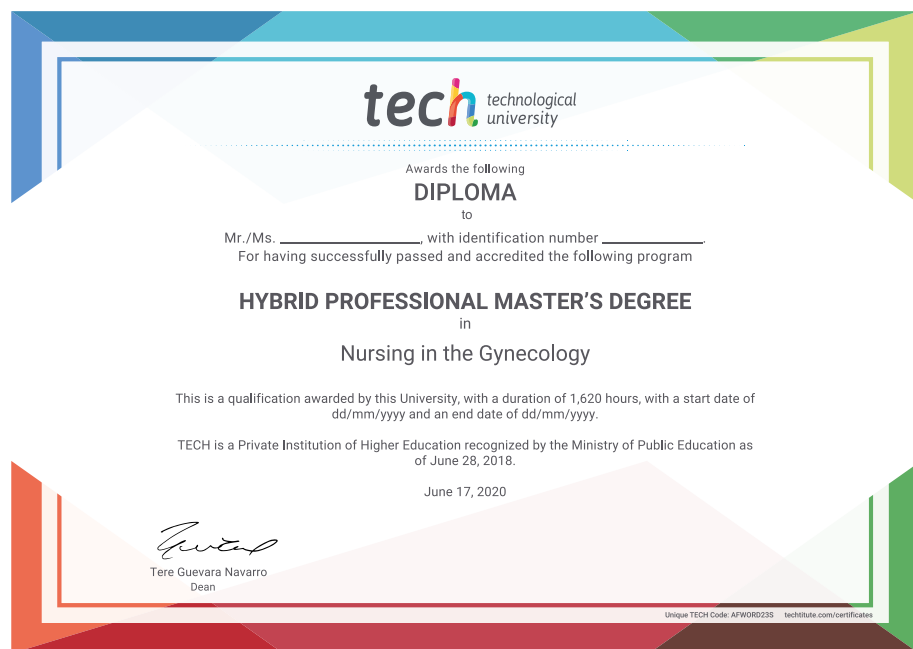 tech technological
university
Awards the following
DIPLOMA
to
Mr./Ms. ____________________, with identification number ______________.
For having successfully passed and accredited the following program
HYBRID PROFESSIONAL MASTER'S DEGREE
in
Nursing in the Gynecology
This is a qualification awarded by this University, with a duration of 1,620 hours, with a start date of
dd/mm/yyyy and an end date of dd/mm/yyyy.
TECH is a Private Institution of Higher Education recognized by the Ministry of Public Education as
of June 28, 2018.
June 17, 2020
Tere Guevara Navarro
Dean
Unique TECH Code: AFWORD23S techtitute.com/certificates